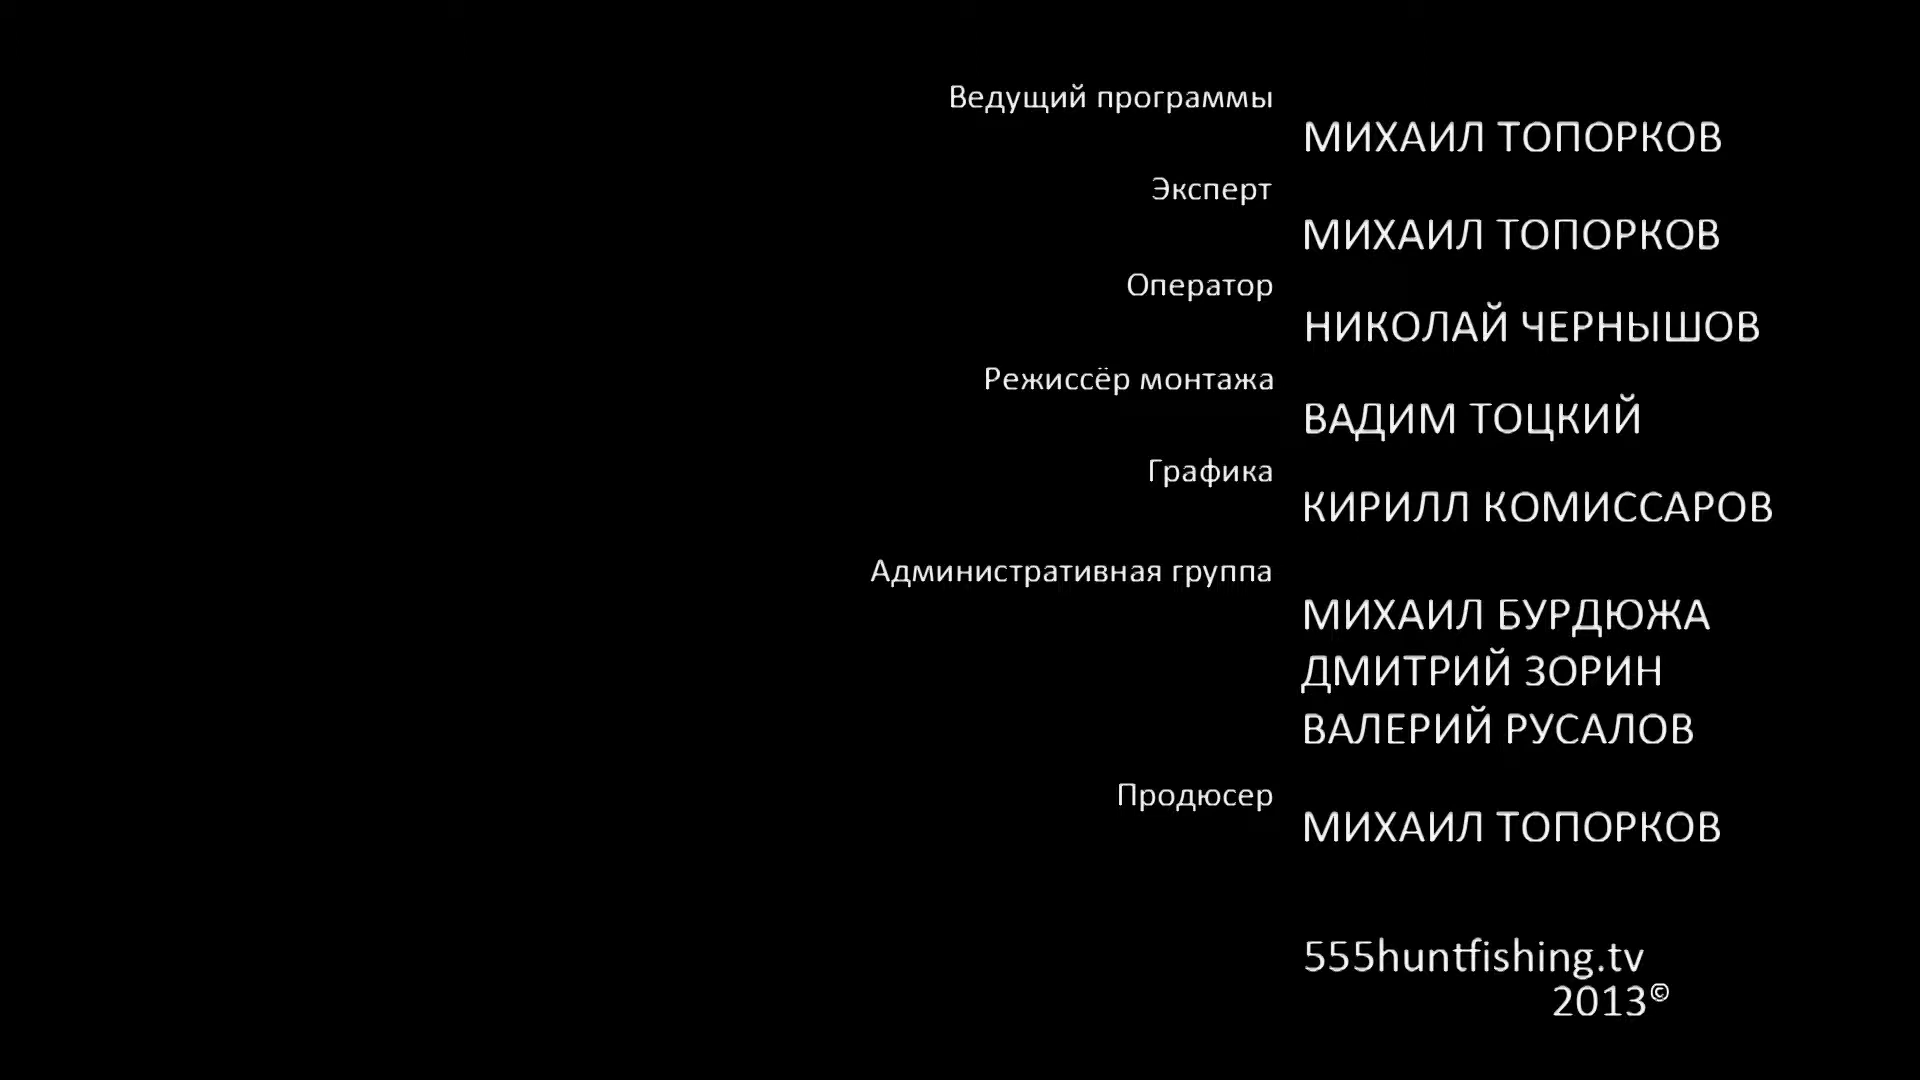 Ведущий программы
МИХАИЛ ТОПОРКОВ
Эксперт
МИХАИЛ ТОПОРКОВ
Оператор
НИКОЛАЙ ЧЕРНЫШОВ
Режиссёр монтажа
ВАДИМ ТОЦКИЙ
Графика
КИРИЛЛ КОМИССАРОВ
Административная группа
МИХАИЛ БУРДЮЖА
ДМИТРИЙ ЗОРИН
ВАЛЕРИЙ РУСАЛОВ
Продюсер
МИХАИЛ ТОПОРКОВ
555huntfishing.tv
2013©